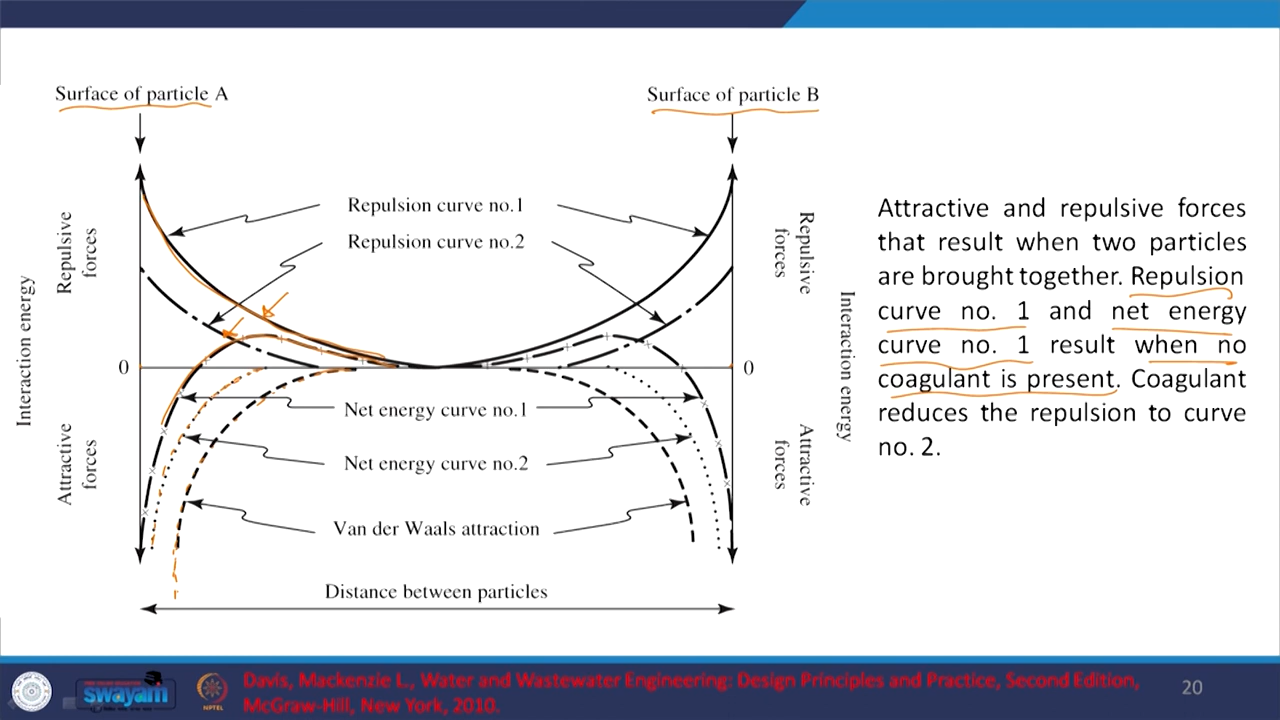 Surface of particle A
Surface of particle B
Repulsion curve no.1
Repulsion curve no.2
Repulsive
forces
Repulsive
forces
Interaction energy
Interaction energy
0
0
Net energy curve no.1
Net energy curve no.2
Attractive
forces
Attractive
forces
Van der Waals attraction
Distance between particles
Attractive and repulsive forces
that result when two particles
are brought together. Repulsion
curve no. 1 and net energy
curve no. 1 result when no
coagulant is present. Coagulant
reduces the repulsion to curve
no. 2.
swayam
NPTEL
Davis, Mackenzie L., Water and Wastewater Engineering: Design Principles and Practice, Second Edition,
McGraw-Hill, New York, 2010.
20